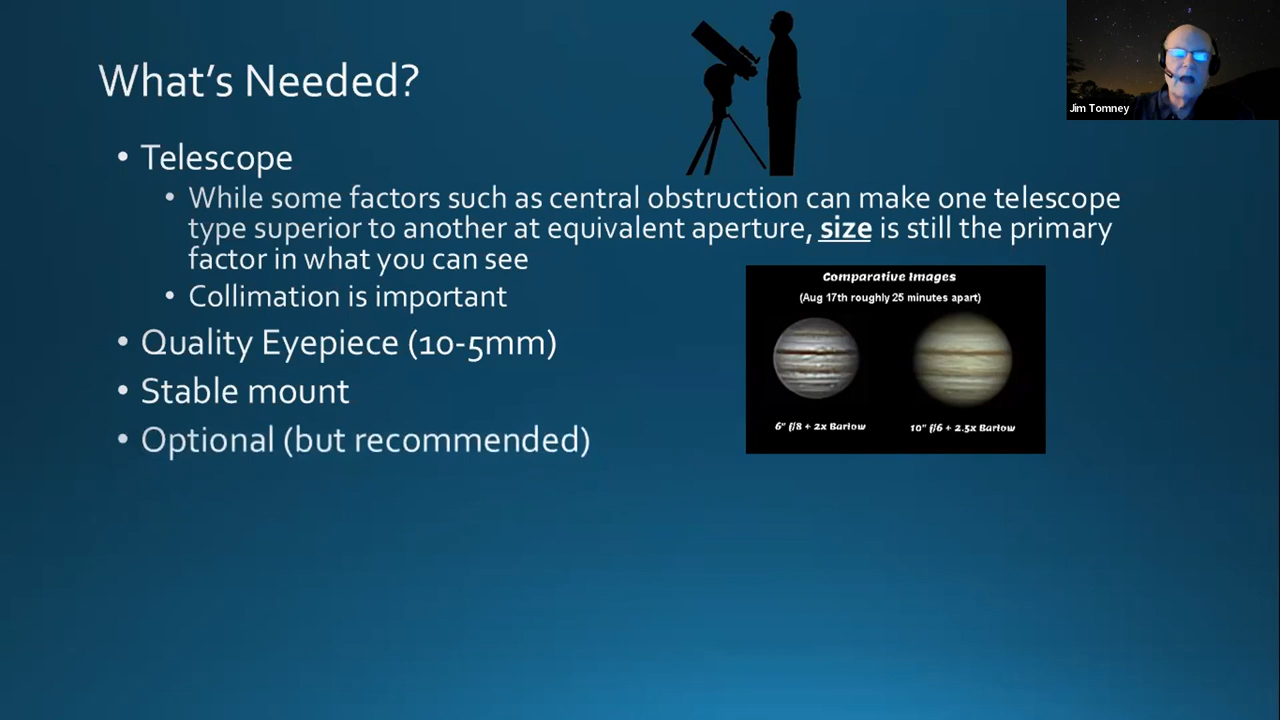 What's Needed?
Jim Tomney
• Telescope
• While some factors such as central obstruction can make one telescope
type superior to another at equivalent aperture, size is still the primary
factor in what you can see
• Collimation is important
• Quality Eyepiece (10-5mm)
• Stable mount
• Optional (but recommended)
Comparative Images
(Aug 17th roughly 25 minutes apart)
6" f/8 + 2x Barlow
10" f/6 + 2.5x Barlow